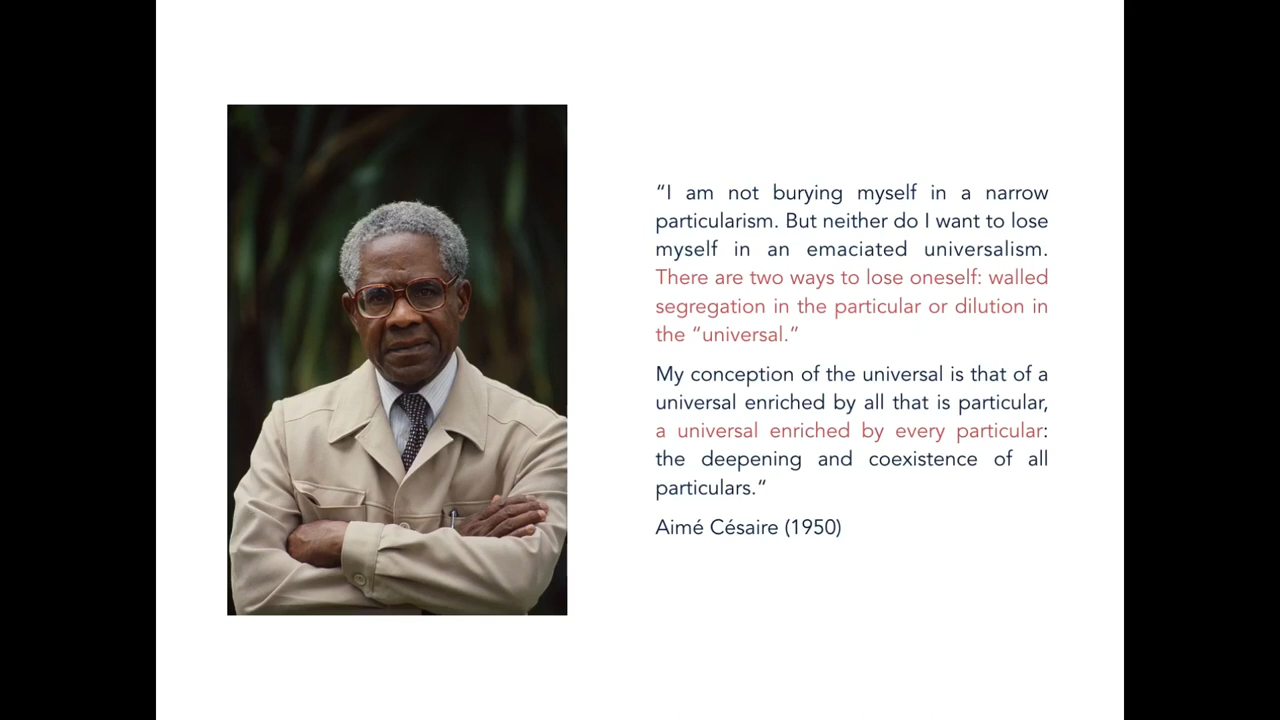 “I am not burying myself in a narrow
particularism. But neither do I want to lose
myself in an emaciated universalism.
There are two ways to lose oneself: walled
segregation in the particular or dilution in
the “universal.”
My conception of the universal is that of a
universal enriched by all that is particular,
a universal enriched by every particular:
the deepening and coexistence of all
particulars.“
Aimé Césaire (1950)